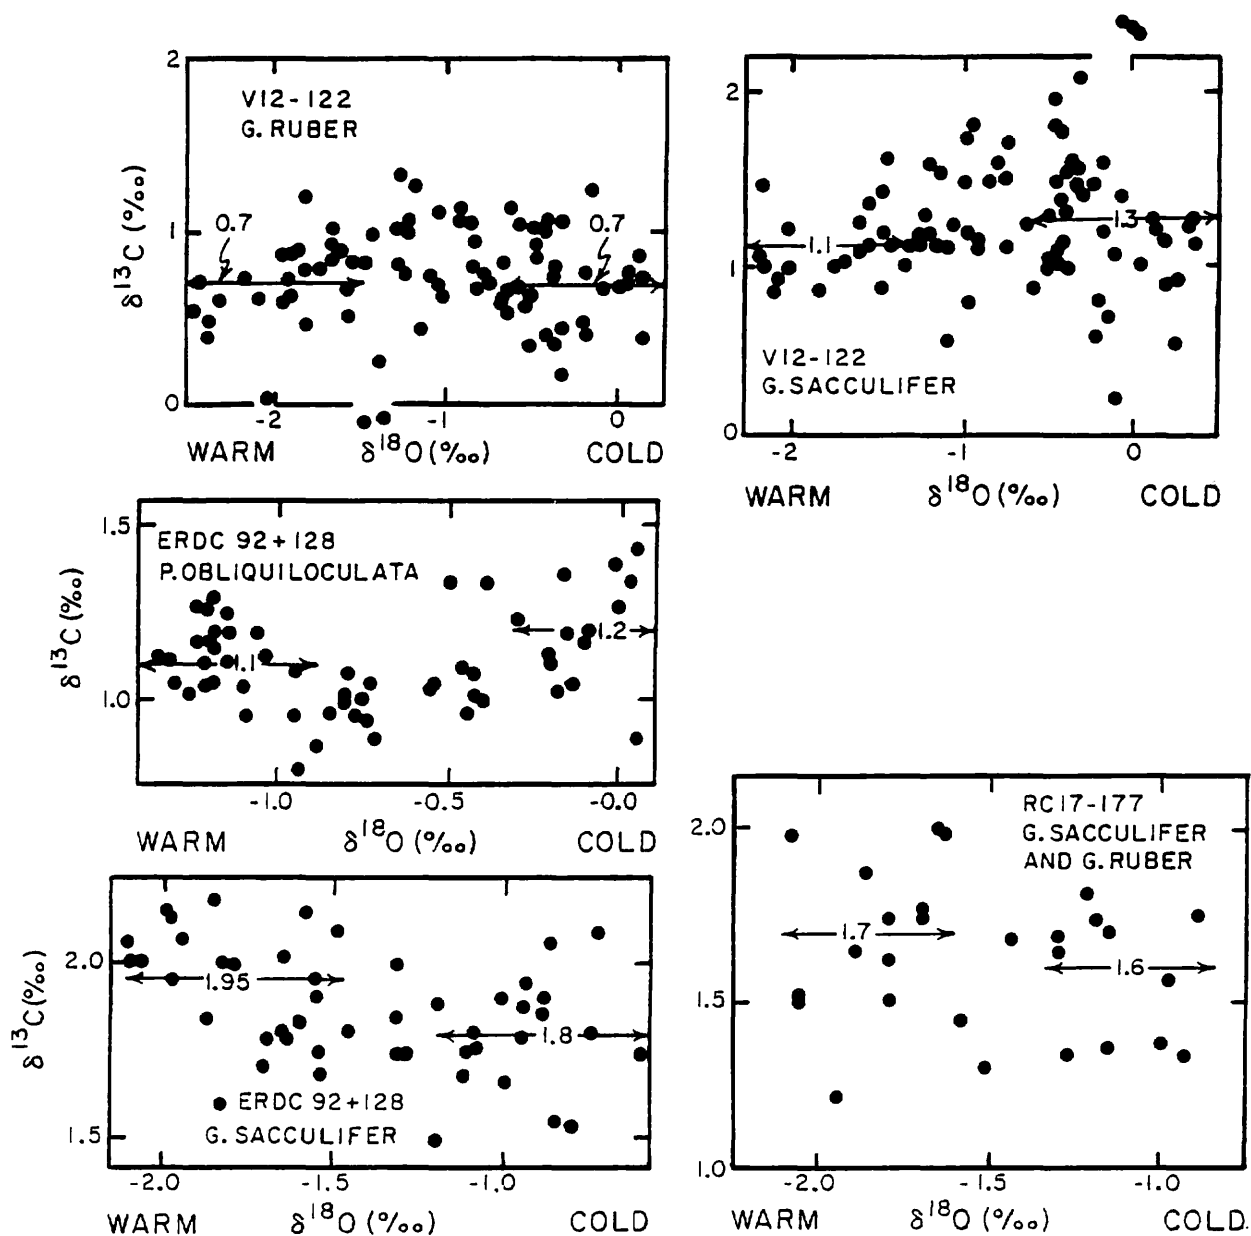 2
V12-122
G. RUBER
δ¹³C (‰)
1
0.7
0.7
0
-2
-1
0
WARM
δ¹⁸O (‰)
COLD
2
1.1
1.3
1
V12-122
G. SACCULIFER
0
-2
-1
0
WARM
δ¹⁸O (‰)
COLD
1.5
ERDC 92+128
P. OBLIQUILOCULATA
δ¹³C (‰)
1.2
1.1
1.0
-1.0
-0.5
-0.0
WARM
δ¹⁸O (‰)
COLD
2.0
δ¹³C (‰)
1.95
1.8
ERDC 92+128
G. SACCULIFER
1.5
-2.0
-1.5
-1.0
WARM
δ¹⁸O (‰)
COLD
RC17-177
2.0
G. SACCULIFER
AND G. RUBER
1.7
1.6
1.5
1.0
-2.0
-1.5
-1.0
WARM
δ¹⁸O (‰)
COLD.